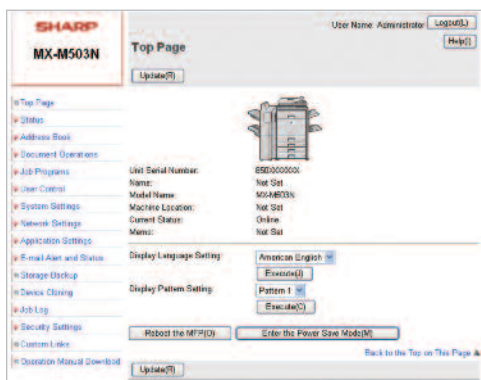 SHARP
MX-M503N
User Name: Administrator Logout(L)
Help(I)
Top Page
Update(R)
Top Page
Status
Address Book
Document Operations
Job Programs
User Control
System Settings
Network Settings
Application Settings
E-mail Alert and Status
Storage Backup
Device Cloning
Job Log
Security Settings
Custom Links
Operation Manual Download
Unit Serial Number: 850XXXXXXX
Name: Not Set
Model Name: MX-M503N
Machine Location: Not Set
Current Status: Online
Memo: Not Set
Display Language Setting: American English
Execute(J)
Display Pattern Setting: Pattern 1
Execute(C)
Reboot the MFP(O) Enter the Power Save Mode(M)
Back to the Top on This Page
Update(R)